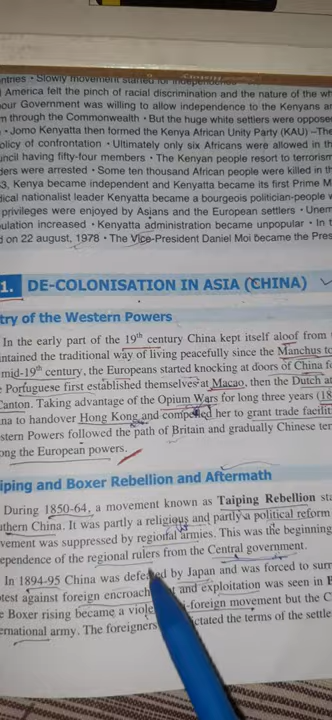 ntries • Slowly movement started for independence
America felt the pinch of racial discrimination and the nature of the wh
our Government was willing to allow independence to the Kenyans ar
m through the Commonwealth • But the huge white settlers were oppose
• Jomo Kenyatta then formed the Kenya African Unity Party (KAU) –The
olicy of confrontation • Ultimately only six Africans were allowed in th
uncil having fifty-four members • The Kenyan people resort to terrorism
ders were arrested • Some ten thousand African people were killed in th
3, Kenya became independent and Kenyatta became its first Prime M
dical nationalist leader Kenyatta became a bourgeois politician-people w
privileges were enjoyed by Asians and the European settlers • Unem
ulation increased • Kenyatta administration became unpopular • In t
d on 22 august, 1978 • The Vice-President Daniel Moi became the Pres
1. DE-COLONISATION IN ASIA (CHINA)
try of the Western Powers
In the early part of the 19th century China kept itself aloof from
intained the traditional way of living peacefully since the Manchus to
mid-19th century, the Europeans started knocking at doors of China fo
Portuguese first established themselves at Macao, then the Dutch at
Canton. Taking advantage of the Opium Wars for long three years (18
na to handover Hong Kong and compelled her to grant trade facilit
stern Powers followed the path of Britain and gradually Chinese ter
ong the European powers.
iping and Boxer Rebellion and Aftermath
During 1850-64, a movement known as Taiping Rebellion sta
uthern China. It was partly a religious and partly a political reform
vement was suppressed by regional armies. This was the beginning
ependence of the regional rulers from the Central government.
In 1894-95 China was defeated by Japan and was forced to surr
test against foreign encroach and exploitation was seen in B
e Boxer rising became a viole -foreign movement but the C
ernational army. The foreigners ctated the terms of the settle